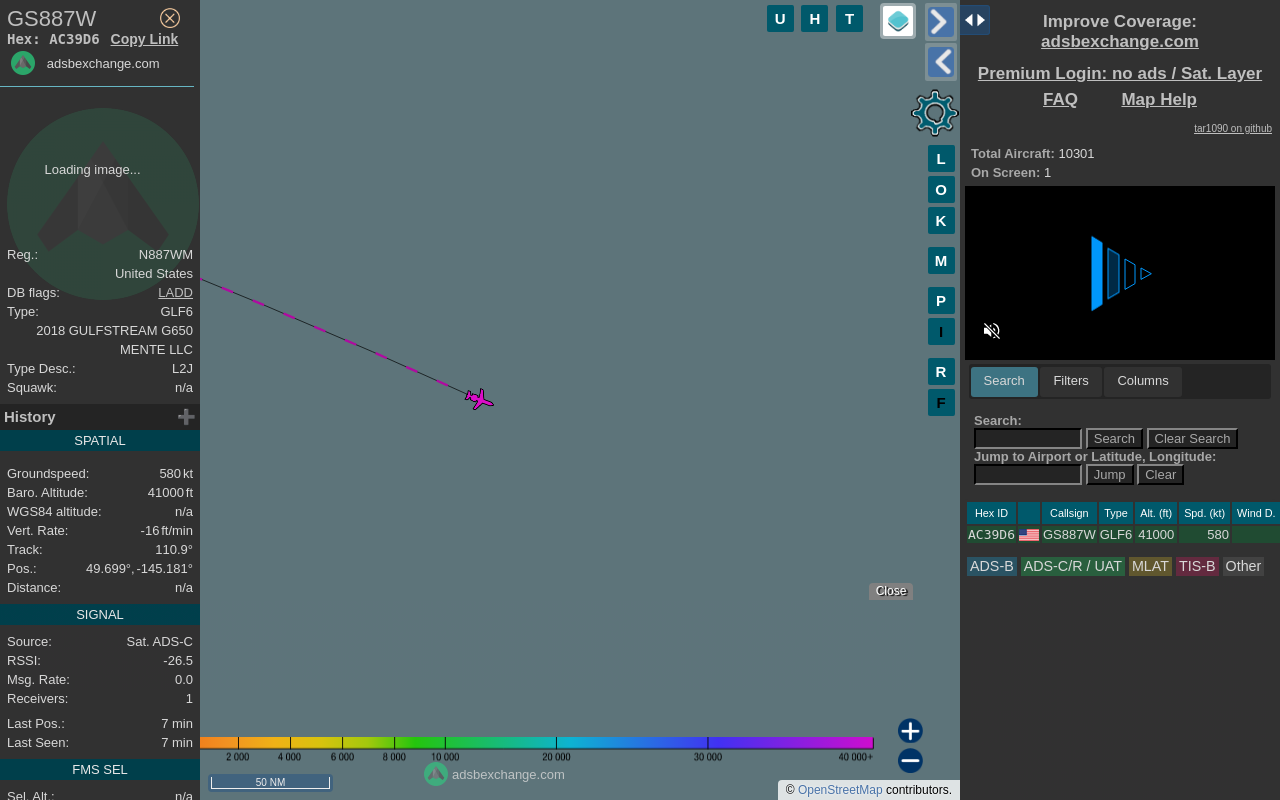 GS887W
Hex: AC39D6 Copy Link
adsbexchange.com
Loading image...
Reg.: N887WM
United States
DB flags: LADD
Type: GLF6
2018 GULFSTREAM G650
MENTE LLC
Type Desc.: L2J
Squawk: n/a
History
SPATIAL
Groundspeed: 580 kt
Baro. Altitude: 41000 ft
WGS84 altitude: n/a
Vert. Rate: -16 ft/min
Track: 110.9°
Pos.: 49.699°, -145.181°
Distance: n/a
SIGNAL
Source: Sat. ADS-C
RSSI: -26.5
Msg. Rate: 0.0
Receivers: 1
Last Pos.: 7 min
Last Seen: 7 min
FMS SEL
Sel. Alt.: n/a
U H T
L
O
K
M
P
I
R
F
Close
2 000 4 000 6 000 8 000 10 000 20 000 30 000 40 000+
adsbexchange.com
50 NM
© OpenStreetMap contributors.
Improve Coverage:
adsbexchange.com
Premium Login: no ads / Sat. Layer
FAQ Map Help
tar1090 on github
Total Aircraft: 10301
On Screen: 1
Search Filters Columns
Search:
Search Clear Search
Jump to Airport or Latitude, Longitude:
Jump Clear
Hex ID Callsign Type Alt. (ft) Spd. (kt) Wind D.
AC39D6 GS887W GLF6 41000 580
ADS-B ADS-C/R / UAT MLAT TIS-B Other